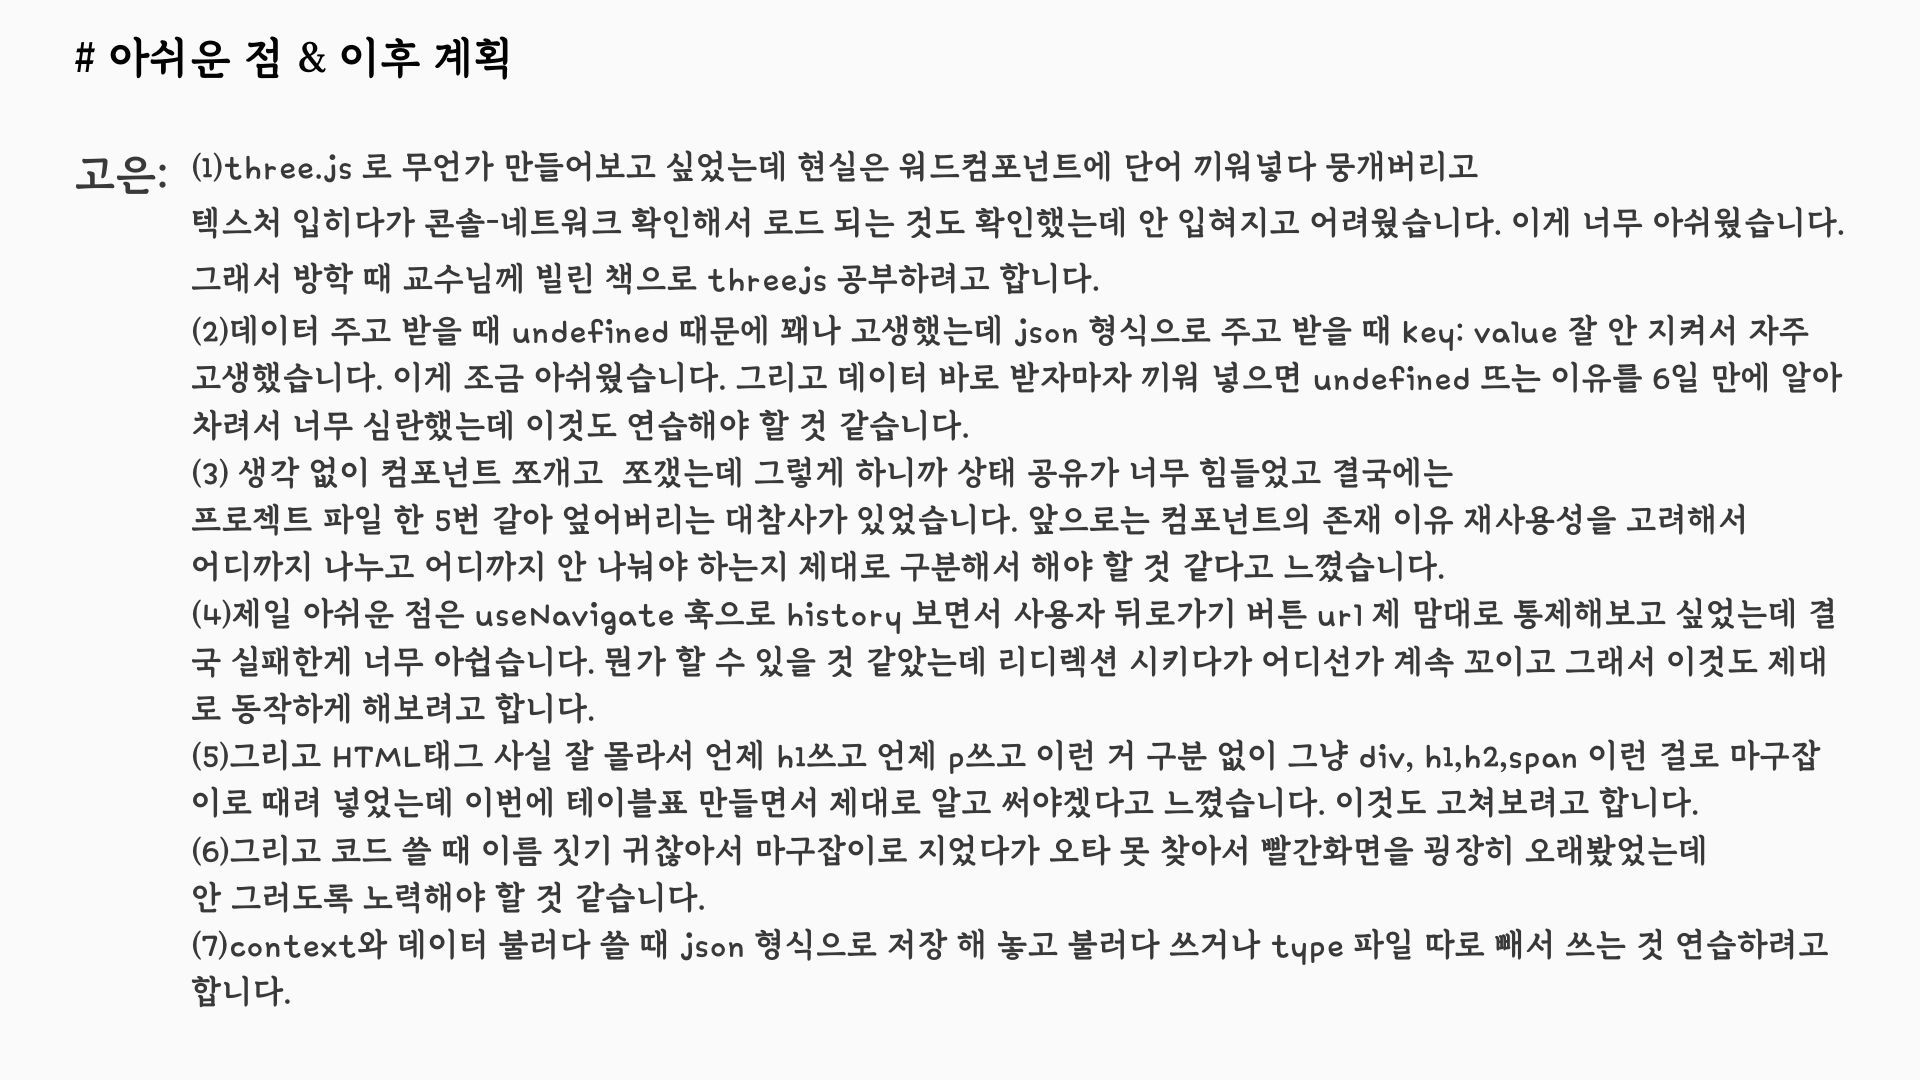 # 아쉬운 점 & 이후 계획
고은: (1)three.js 로 무언가 만들어보고 싶었는데 현실은 워드컴포넌트에 단어 끼워넣다 뭉개버리고
텍스처 입히다가 콘솔-네트워크 확인해서 로드 되는 것도 확인했는데 안 입혀지고 어려웠습니다. 이게 너무 아쉬웠습니다.
그래서 방학 때 교수님께 빌린 책으로 threejs 공부하려고 합니다.
(2)데이터 주고 받을 때 undefined 때문에 꽤나 고생했는데 json 형식으로 주고 받을 때 key: value 잘 안 지켜서 자주
고생했습니다. 이게 조금 아쉬웠습니다. 그리고 데이터 바로 받자마자 끼워 넣으면 undefined 뜨는 이유를 6일 만에 알아
차려서 너무 심란했는데 이것도 연습해야 할 것 같습니다.
(3) 생각 없이 컴포넌트 쪼개고  쪼갰는데 그렇게 하니까 상태 공유가 너무 힘들었고 결국에는
프로젝트 파일 한 5번 갈아 엎어버리는 대참사가 있었습니다. 앞으로는 컴포넌트의 존재 이유 재사용성을 고려해서
어디까지 나누고 어디까지 안 나눠야 하는지 제대로 구분해서 해야 할 것 같다고 느꼈습니다.
(4)제일 아쉬운 점은 useNavigate 훅으로 history 보면서 사용자 뒤로가기 버튼 url 제 맘대로 통제해보고 싶었는데 결
국 실패한게 너무 아쉽습니다. 뭔가 할 수 있을 것 같았는데 리디렉션 시키다가 어디선가 계속 꼬이고 그래서 이것도 제대
로 동작하게 해보려고 합니다.
(5)그리고 HTML태그 사실 잘 몰라서 언제 h1쓰고 언제 p쓰고 이런 거 구분 없이 그냥 div, h1,h2,span 이런 걸로 마구잡
이로 때려 넣었는데 이번에 테이블표 만들면서 제대로 알고 써야겠다고 느꼈습니다. 이것도 고쳐보려고 합니다.
(6)그리고 코드 쓸 때 이름 짓기 귀찮아서 마구잡이로 지었다가 오타 못 찾아서 빨간화면을 굉장히 오래봤었는데
안 그러도록 노력해야 할 것 같습니다.
(7)context와 데이터 불러다 쓸 때 json 형식으로 저장 해 놓고 불러다 쓰거나 type 파일 따로 빼서 쓰는 것 연습하려고
합니다.